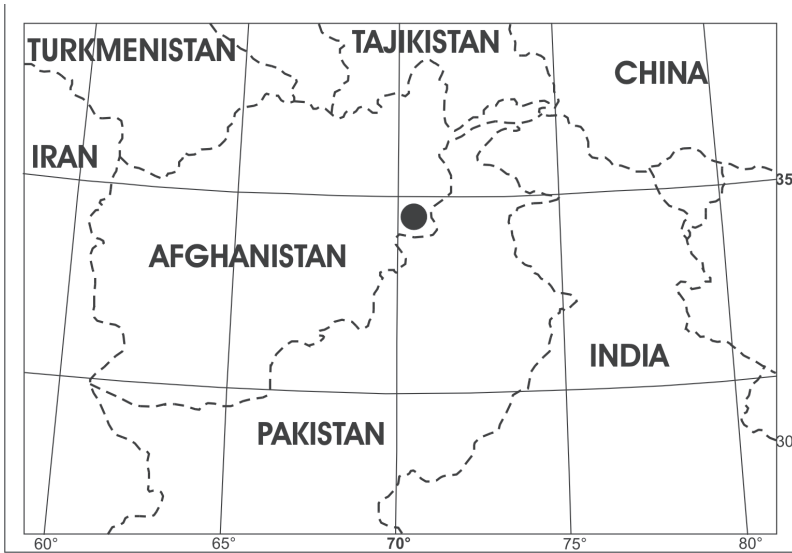 TURKMENISTAN
TAJIKISTAN
CHINA
IRAN
35
AFGHANISTAN
INDIA
PAKISTAN
30
60°
65°
70°
75°
80°